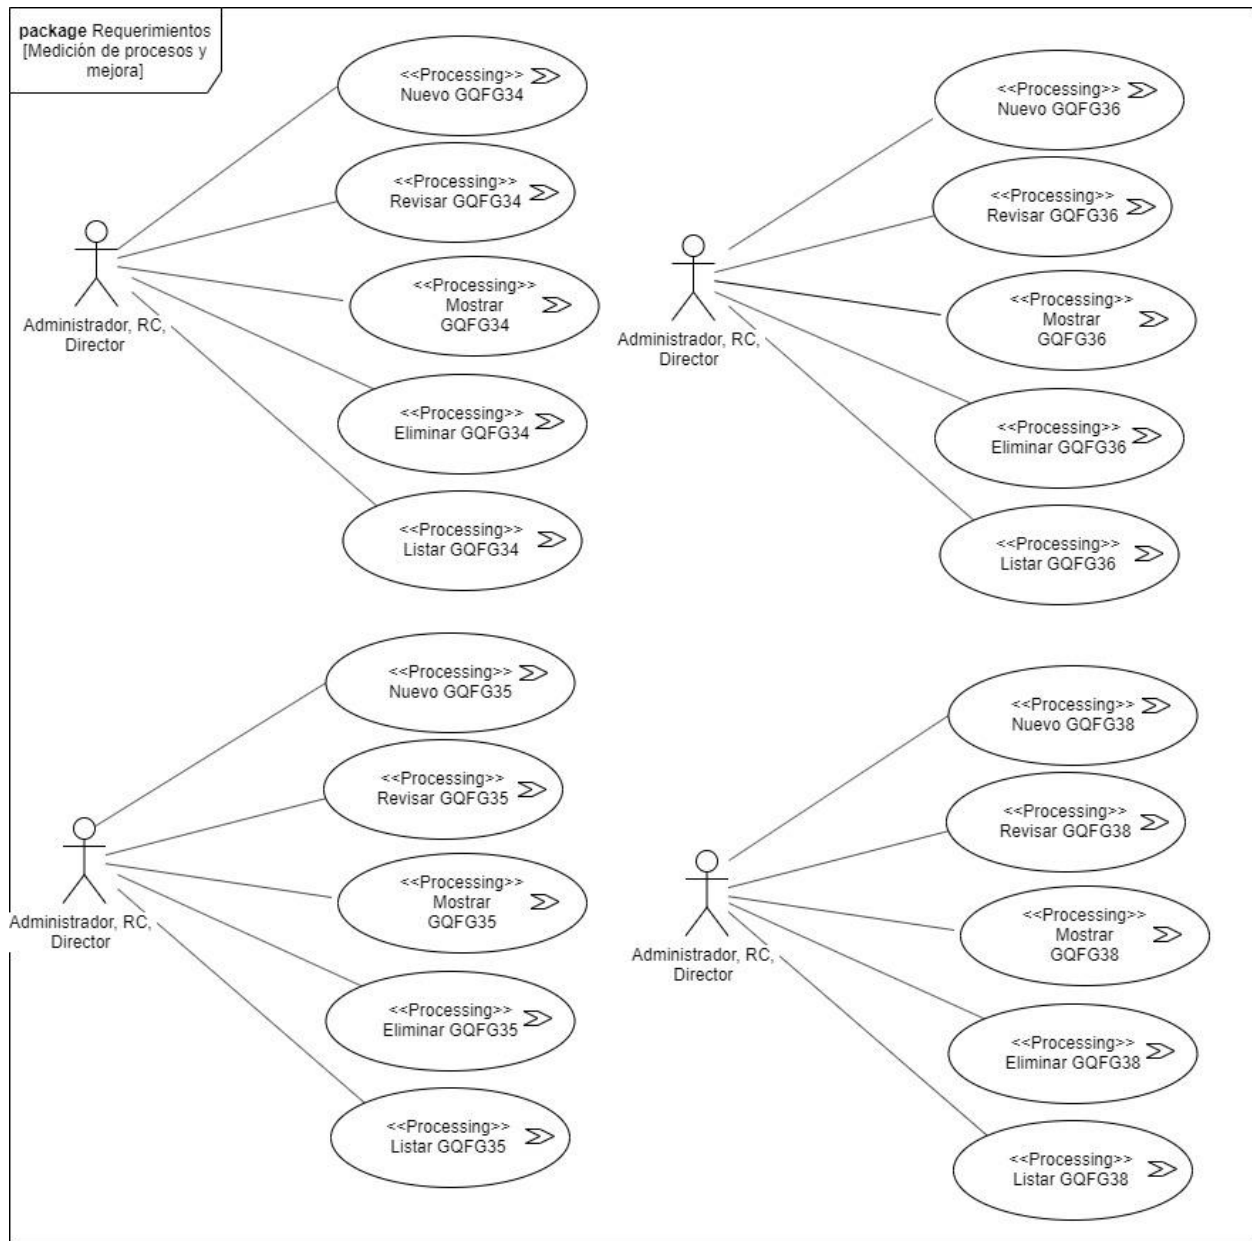 package Requerimientos
[Medición de procesos y
mejora]
<<Processing>>
Nuevo GQFG34
<<Processing>>
Revisar GQFG34
<<Processing>>
Mostrar
GQFG34
<<Processing>>
Eliminar GQFG34
<<Processing>>
Listar GQFG34
Administrador, RC,
Director
<<Processing>>
Nuevo GQFG36
<<Processing>>
Revisar GQFG36
<<Processing>>
Mostrar
GQFG36
<<Processing>>
Eliminar GQFG36
<<Processing>>
Listar GQFG36
Administrador, RC,
Director
<<Processing>>
Nuevo GQFG35
<<Processing>>
Revisar GQFG35
<<Processing>>
Mostrar
GQFG35
<<Processing>>
Eliminar GQFG35
<<Processing>>
Listar GQFG35
Administrador, RC,
Director
<<Processing>>
Nuevo GQFG38
<<Processing>>
Revisar GQFG38
<<Processing>>
Mostrar
GQFG38
<<Processing>>
Eliminar GQFG38
<<Processing>>
Listar GQFG38
Administrador, RC,
Director